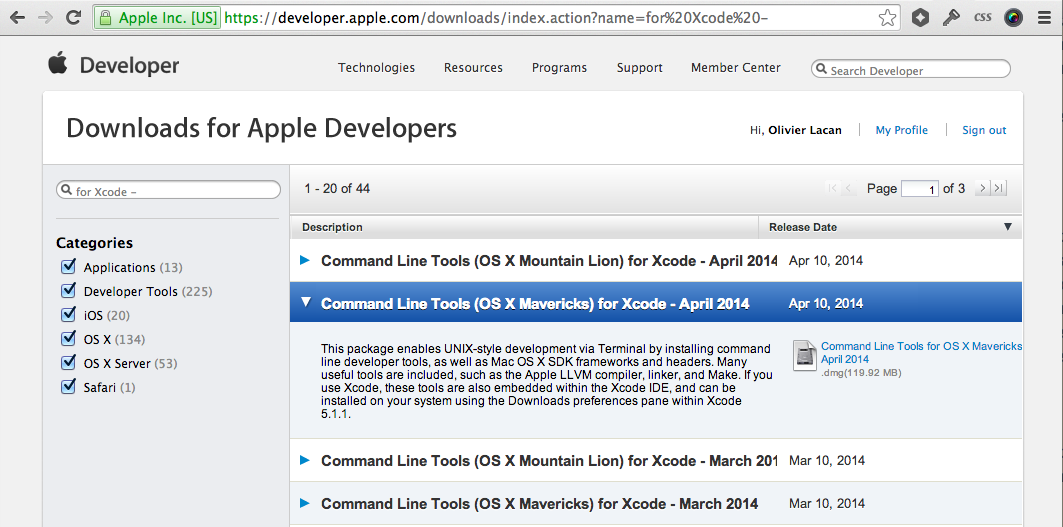 Apple Inc. [US] https://developer.apple.com/downloads/index.action?name=for%20Xcode%20- CSS
Developer Technologies Resources Programs Support Member Center Search Developer
Downloads for Apple Developers Hi, Olivier Lacan My Profile Sign out
for Xcode – 1 - 20 of 44 Page 1 of 3
Description Release Date
Categories
Applications (13)
Developer Tools (225)
iOS (20)
OS X (134)
OS X Server (53)
Safari (1)
Command Line Tools (OS X Mountain Lion) for Xcode - April 2014 Apr 10, 2014
Command Line Tools (OS X Mavericks) for Xcode - April 2014 Apr 10, 2014
This package enables UNIX-style development via Terminal by installing command
line developer tools, as well as Mac OS X SDK frameworks and headers. Many
useful tools are included, such as the Apple LLVM compiler, linker, and Make. If you
use Xcode, these tools are also embedded within the Xcode IDE, and can be
installed on your system using the Downloads preferences pane within Xcode
5.1.1.
Command Line Tools for OS X Mavericks
April 2014
.dmg(119.92 MB)
Command Line Tools (OS X Mountain Lion) for Xcode - March 201 Mar 10, 2014
Command Line Tools (OS X Mavericks) for Xcode - March 2014 Mar 10, 2014